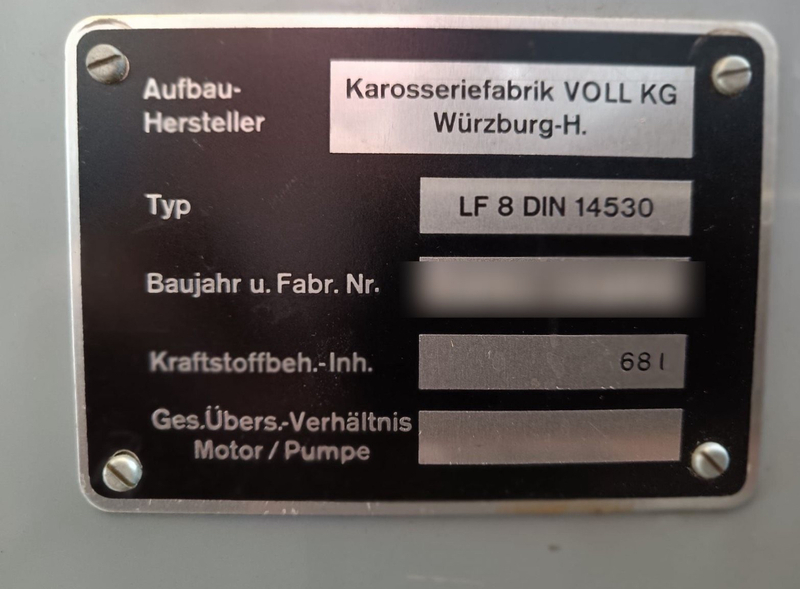 Aufbau-
Hersteller
Karosseriefabrik VOLL KG
Würzburg-H.
Typ
LF 8 DIN 14530
Baujahr u. Fabr. Nr.
Kraftstoffbeh.-Inh.
68 l
Ges.Übers.-Verhältnis
Motor / Pumpe